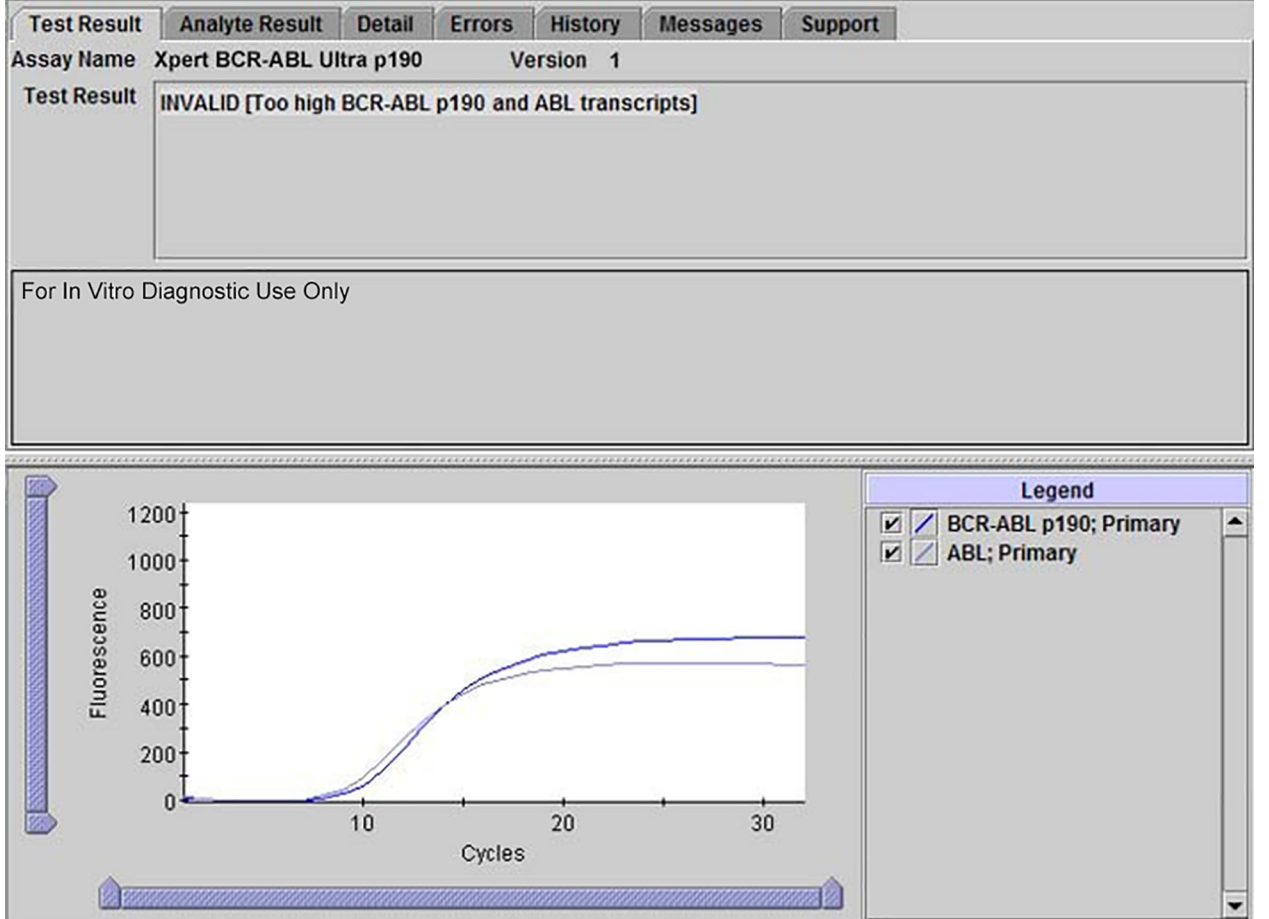 Test Result Analyte Result Detail Errors History Messages Support
Assay Name Xpert BCR-ABL Ultra p190 Version 1
Test Result INVALID [Too high BCR-ABL p190 and ABL transcripts]
For In Vitro Diagnostic Use Only
1200
1000
800
600
400
200
0
Fluorescence
10 20 30
Cycles
Legend
BCR-ABL p190; Primary
ABL; Primary